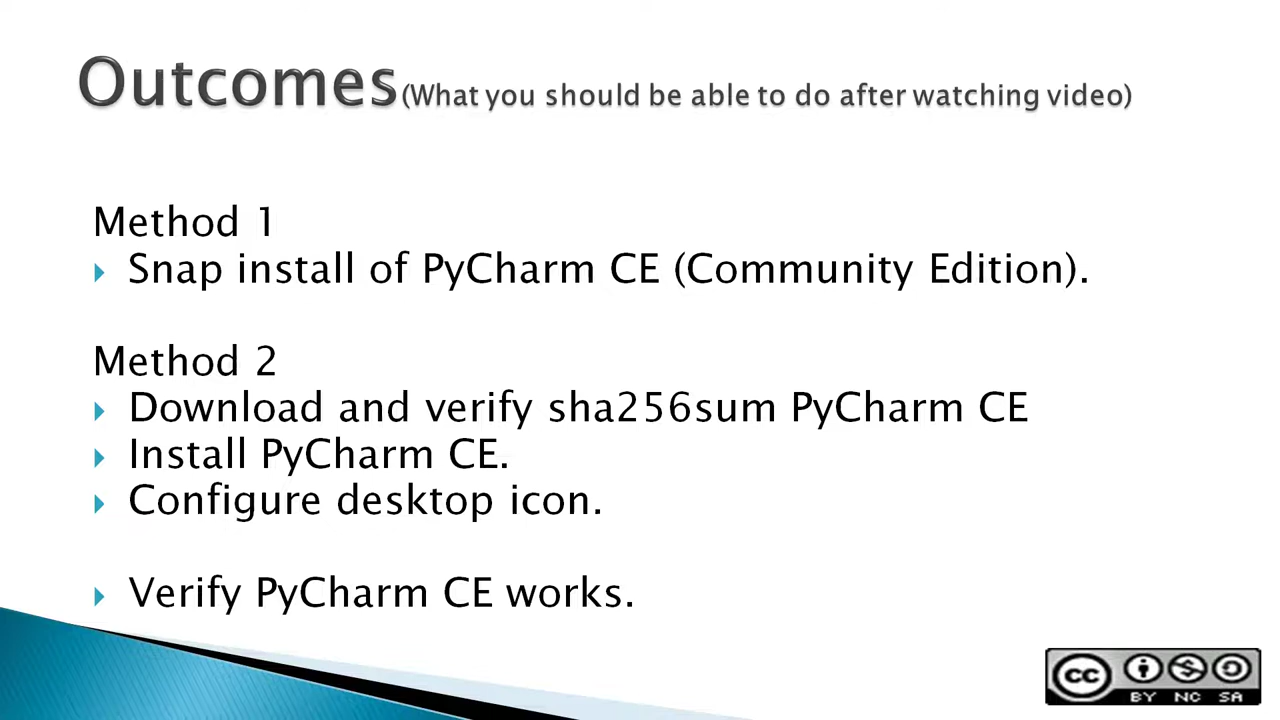 Outcomes(What you should be able to do after watching video)
Method 1
Snap install of PyCharm CE (Community Edition).
Method 2
Download and verify sha256sum PyCharm CE
Install PyCharm CE.
Configure desktop icon.
Verify PyCharm CE works.
cc
BY NC SA